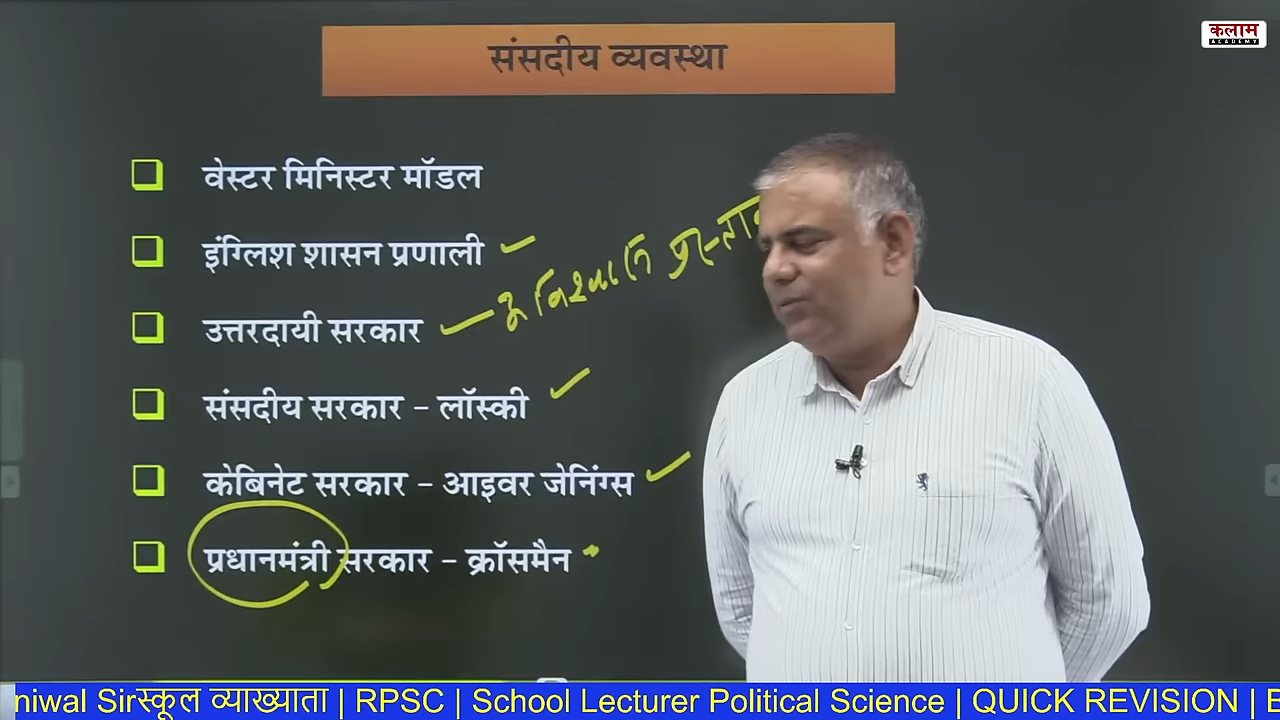 कलाम
ACADEMY
संसदीय व्यवस्था
वेस्टर मिनिस्टर मॉडल
इंग्लिश शासन प्रणाली
उत्तरदायी सरकार
संसदीय सरकार – लॉस्की
केबिनेट सरकार – आइवर जेनिंग्स
प्रधानमंत्री सरकार – क्रॉसमैन
niwal Sirस्कूल व्याख्याता | RPSC | School Lecturer Political Science | QUICK REVISION |